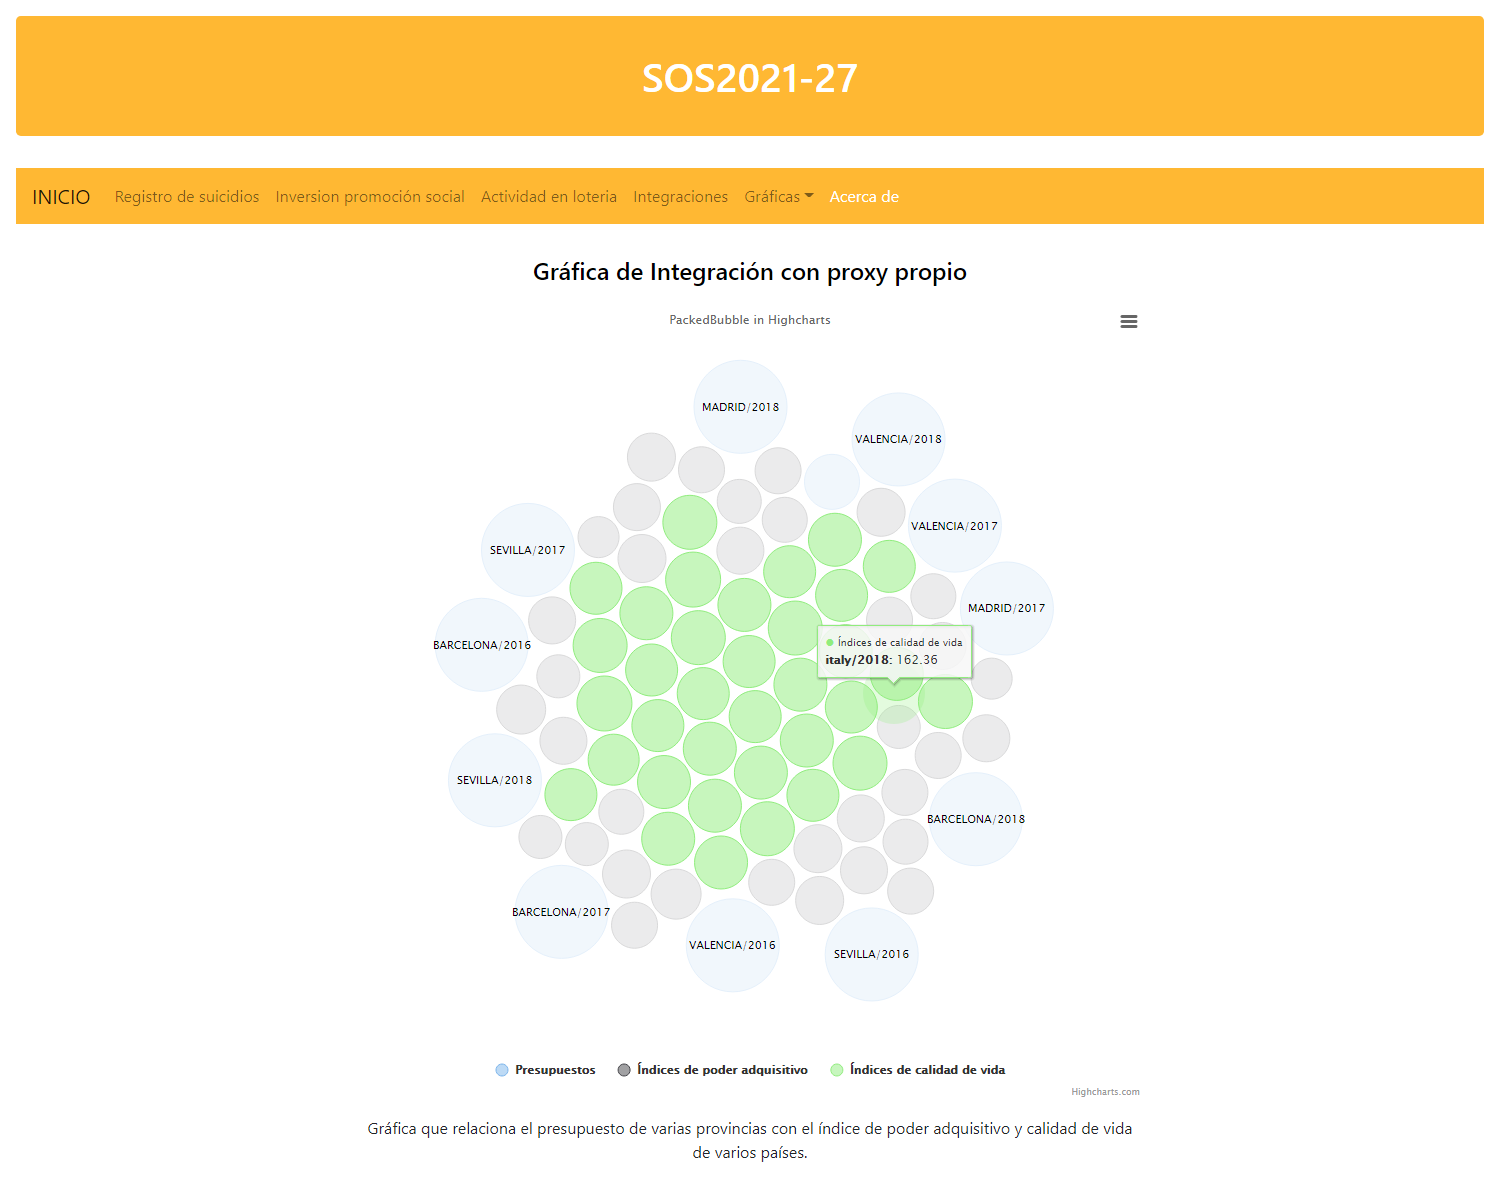 SOS2021-27
INICIO Registro de suicidios Inversion promoción social Actividad en loteria Integraciones Gráficas Acerca de
Gráfica de Integración con proxy propio
PackedBubble in Highcharts
MADRID/2018
VALENCIA/2018
VALENCIA/2017
SEVILLA/2017
MADRID/2017
BARCELONA/2016
Índices de calidad de vida
italy/2018: 162.36
SEVILLA/2018
BARCELONA/2018
BARCELONA/2017
VALENCIA/2016
SEVILLA/2016
Presupuestos Índices de poder adquisitivo Índices de calidad de vida
Highcharts.com
Gráfica que relaciona el presupuesto de varias provincias con el índice de poder adquisitivo y calidad de vida
de varios países.